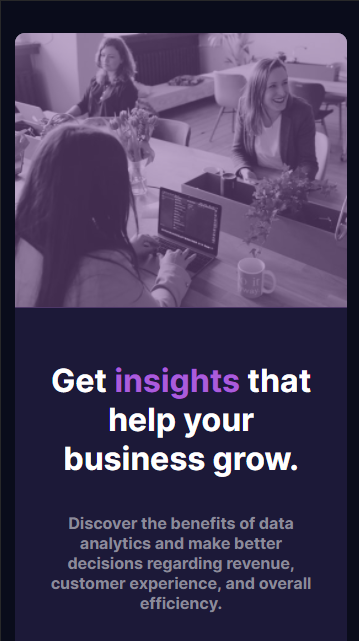 Get insights that
help your
business grow.
Discover the benefits of data
analytics and make better
decisions regarding revenue,
customer experience, and overall
efficiency.